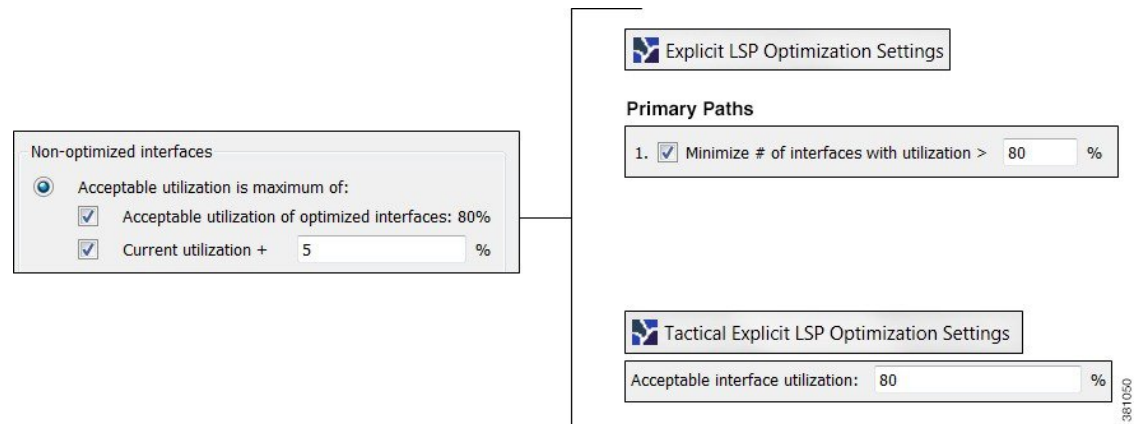 Non-optimized interfaces
Acceptable utilization is maximum of:
Acceptable utilization of optimized interfaces: 80%
Current utilization + 5 %
Explicit LSP Optimization Settings
Primary Paths
1. Minimize # of interfaces with utilization > 80 %
Tactical Explicit LSP Optimization Settings
Acceptable interface utilization: 80 %
381050